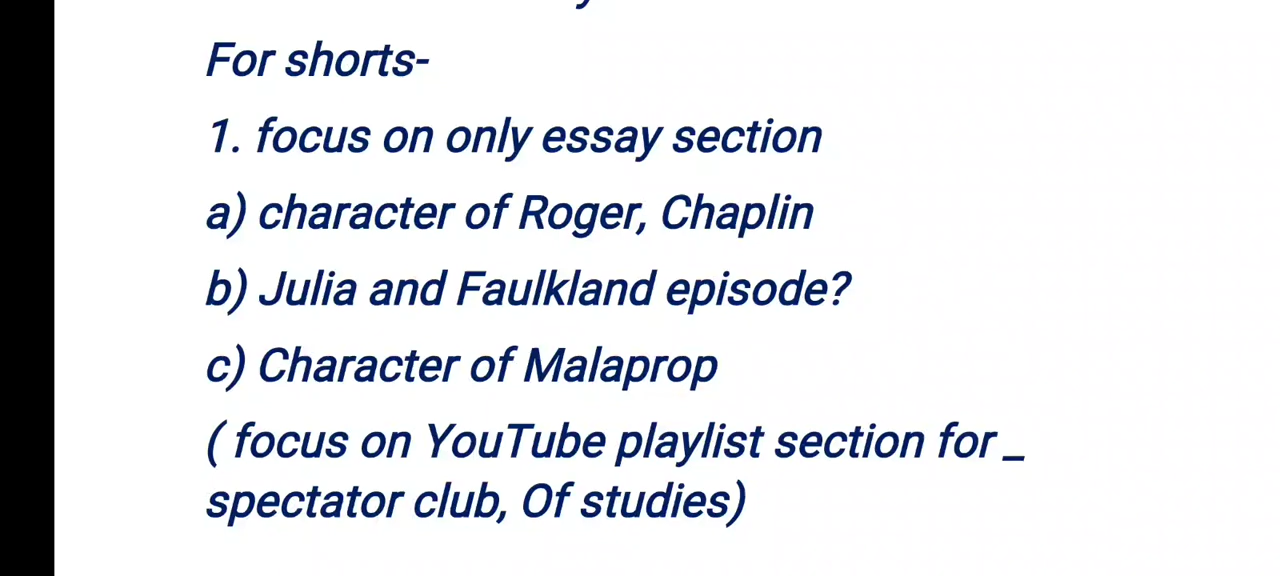 For shorts-
1. focus on only essay section
a) character of Roger, Chaplin
b) Julia and Faulkland episode?
c) Character of Malaprop
( focus on YouTube playlist section for _
spectator club, Of studies)